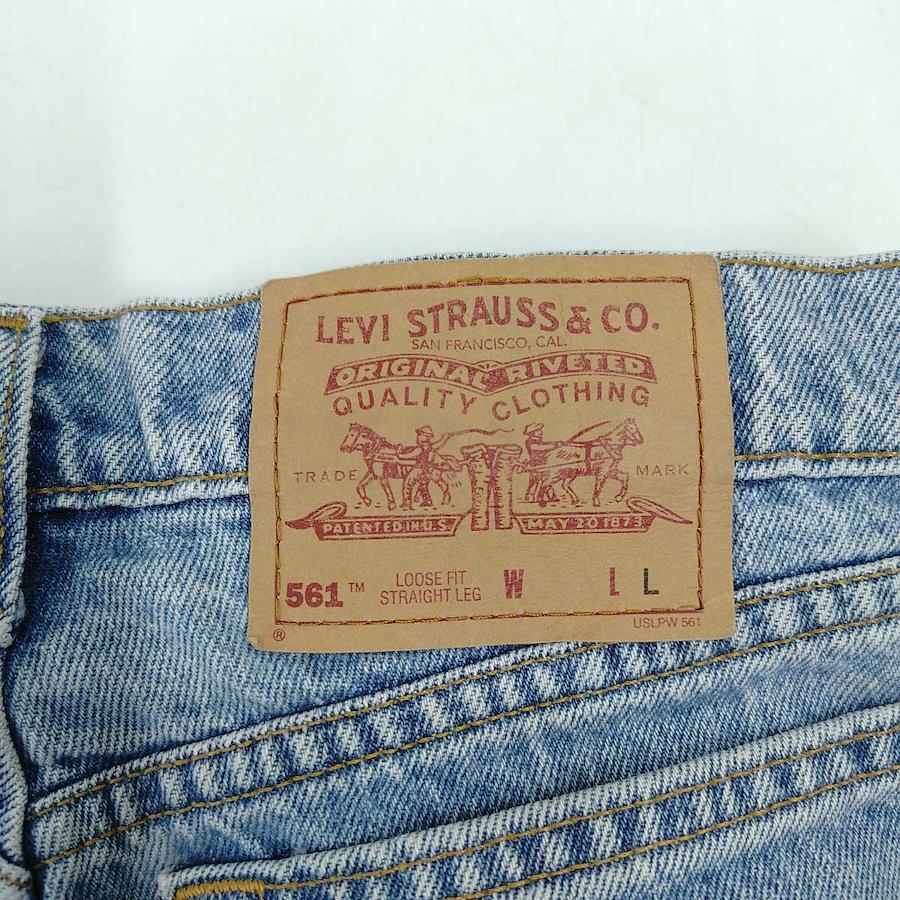 LEVI STRAUSS & CO.
SAN FRANCISCO, CAL.
ORIGINAL RIVETED
QUALITY CLOTHING
TRADE MARK
PATENTED IN U.S. MAY 20 1873
561™ LOOSE FIT STRAIGHT LEG W L L
® USLPW 561